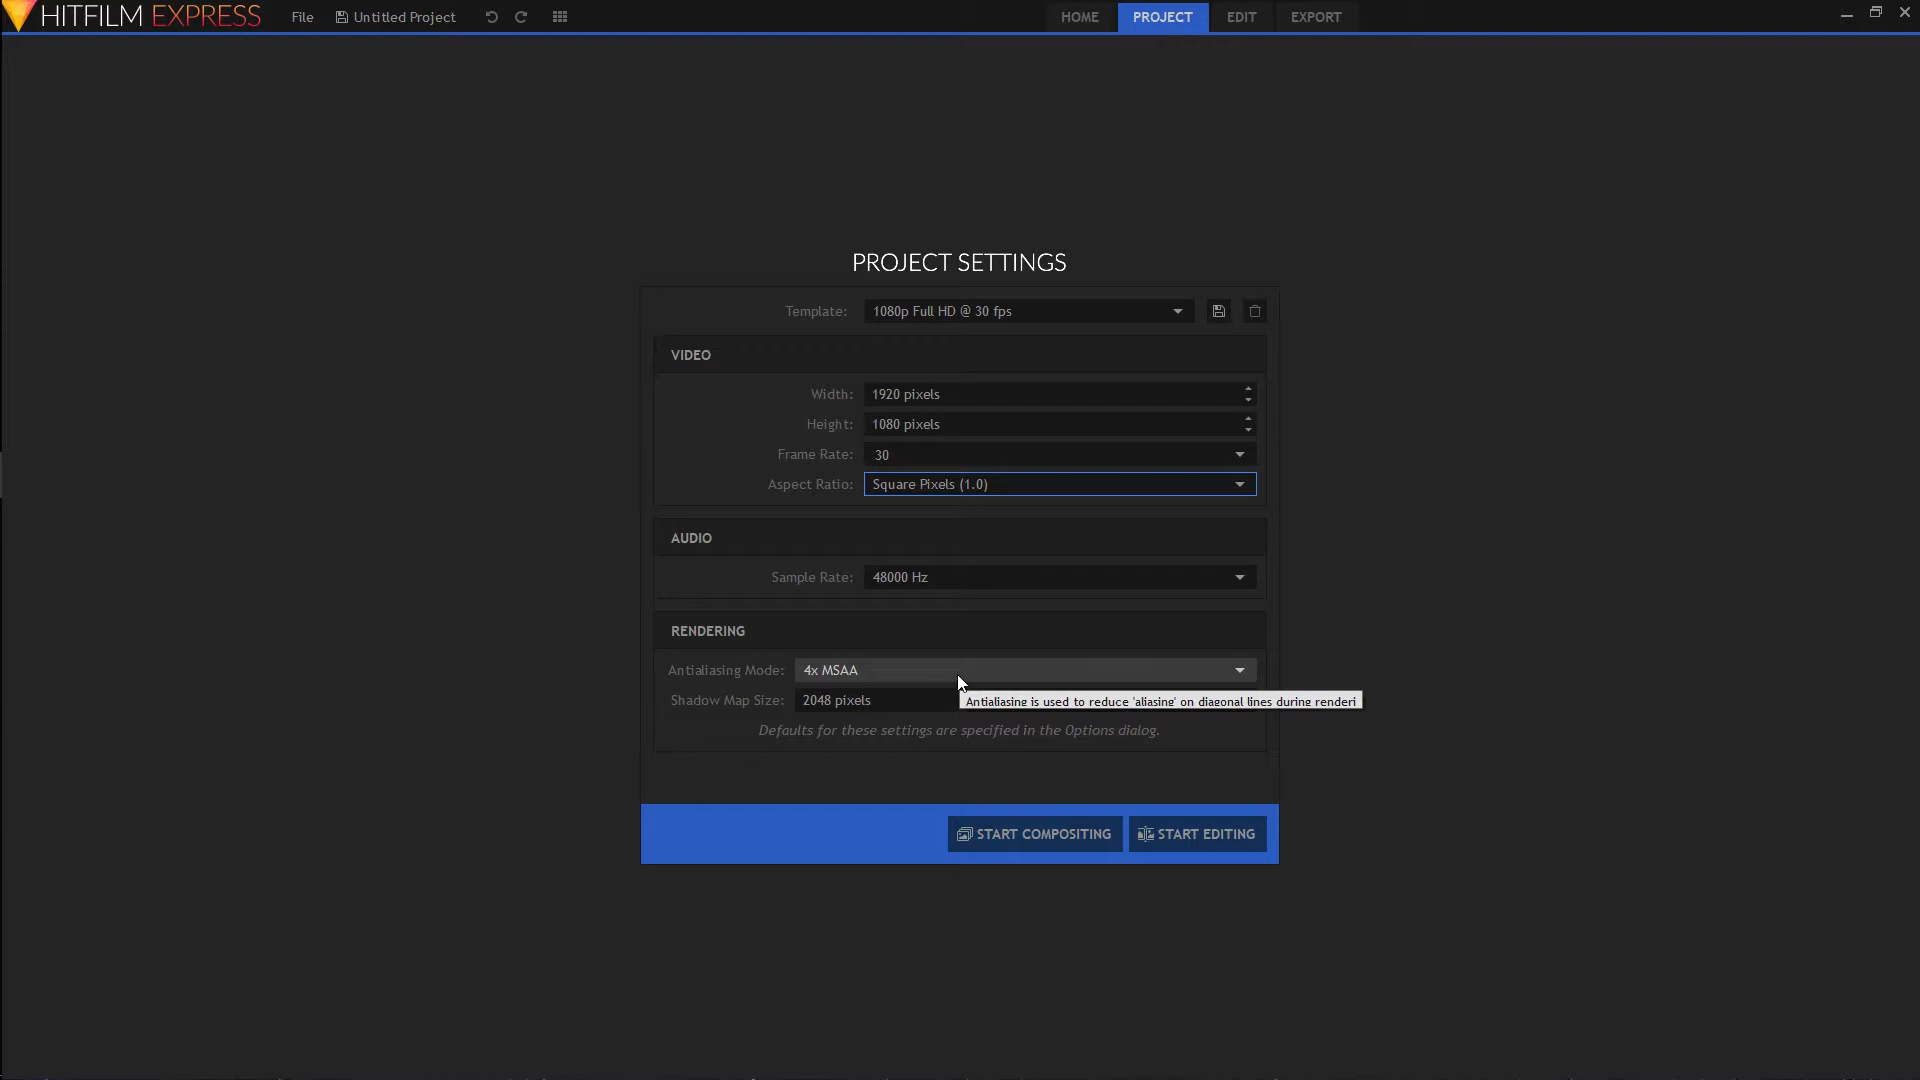 HITFILM EXPRESS File Untitled Project HOME PROJECT EDIT EXPORT
PROJECT SETTINGS
Template: 1080p Full HD @ 30 fps
VIDEO
Width: 1920 pixels
Height: 1080 pixels
Frame Rate: 30
Aspect Ratio: Square Pixels (1.0)
AUDIO
Sample Rate: 48000 Hz
RENDERING
Antialiasing Mode: 4x MSAA
Shadow Map Size: 2048 pixels
Antialiasing is used to reduce 'aliasing' on diagonal lines during renderi
Defaults for these settings are specified in the Options dialog.
START COMPOSITING START EDITING